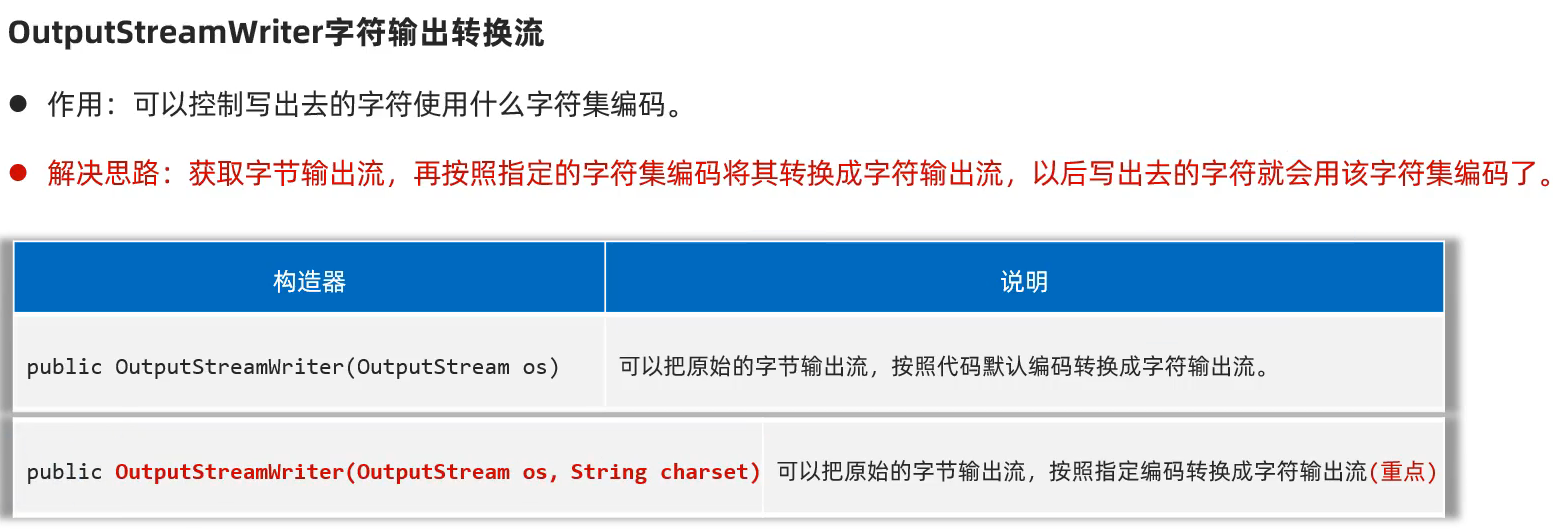 OutputStreamWriter字符输出转换流
● 作用：可以控制写出去的字符使用什么字符集编码。
● 解决思路：获取字节输出流，再按照指定的字符集编码将其转换成字符输出流，以后写出去的字符就会用该字符集编码了。
构造器 说明
public OutputStreamWriter(OutputStream os) 可以把原始的字节输出流，按照代码默认编码转换成字符输出流。
public OutputStreamWriter(OutputStream os, String charset) 可以把原始的字节输出流，按照指定编码转换成字符输出流(重点)